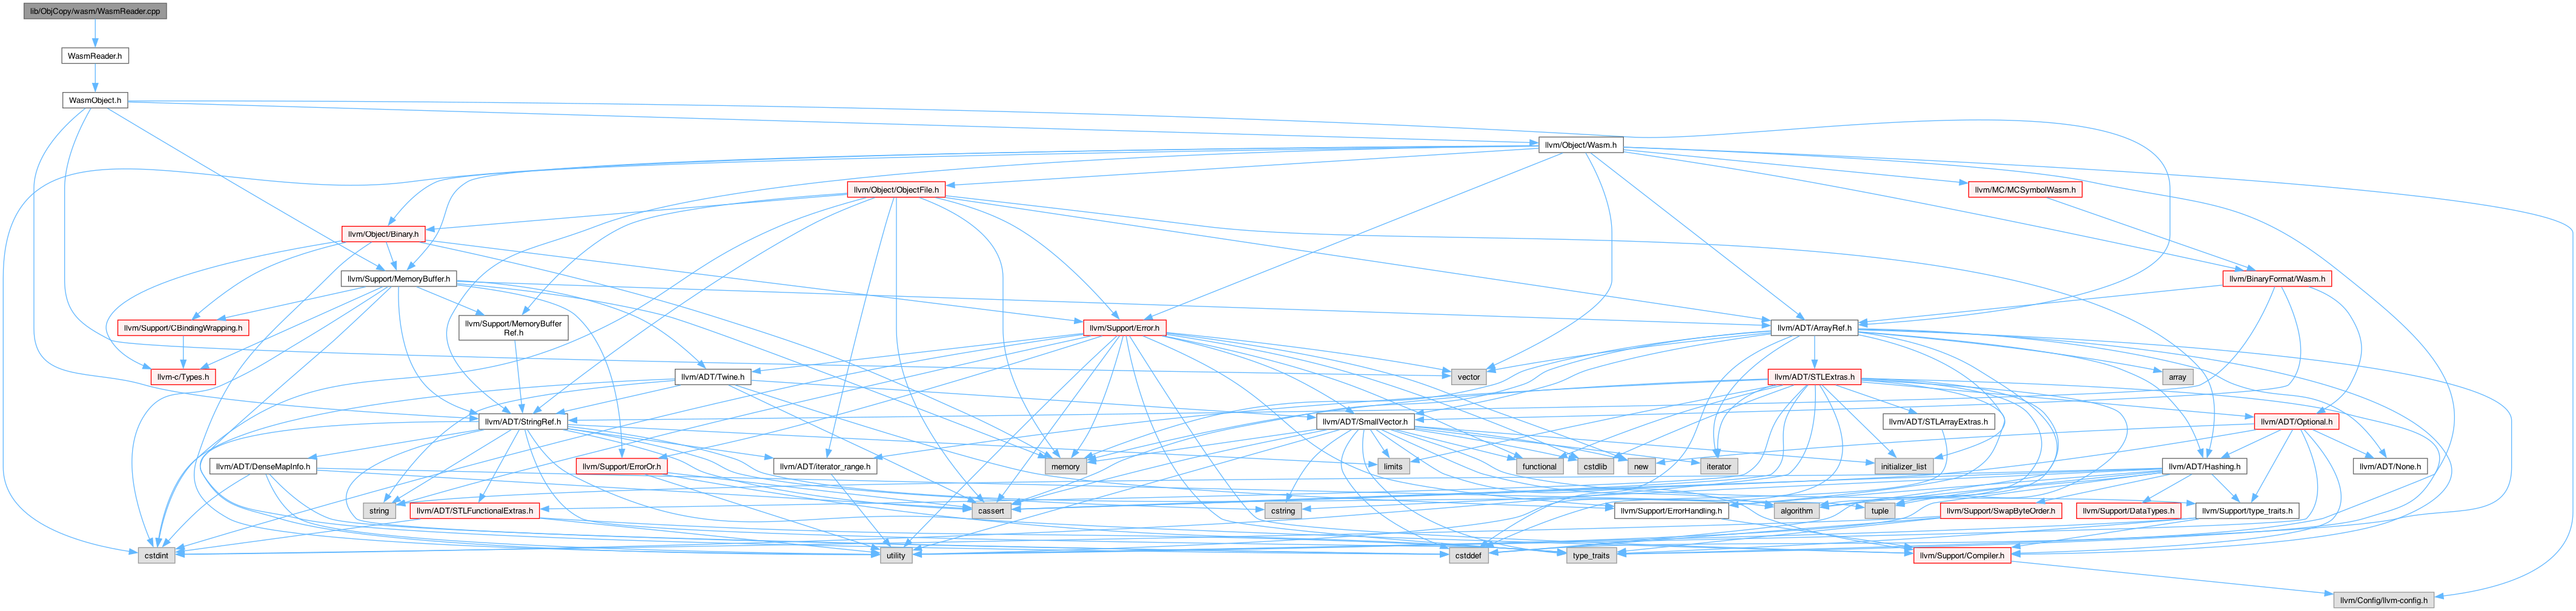 lib/ObjCopy/wasm/WasmReader.cpp
WasmReader.h
WasmObject.h
llvm/Object/Wasm.h
llvm/Object/ObjectFile.h
llvm/MC/MCSymbolWasm.h
llvm/Object/Binary.h
llvm/Support/MemoryBuffer.h
llvm/BinaryFormat/Wasm.h
llvm/Support/CBindingWrapping.h
llvm/Support/MemoryBuffer
Ref.h
llvm/Support/Error.h
llvm/ADT/ArrayRef.h
llvm-c/Types.h
llvm/ADT/Twine.h
vector
llvm/ADT/STLExtras.h
array
llvm/ADT/StringRef.h
llvm/ADT/SmallVector.h
llvm/ADT/STLArrayExtras.h
llvm/ADT/Optional.h
llvm/ADT/DenseMapInfo.h
llvm/Support/ErrorOr.h
llvm/ADT/iterator_range.h
memory
limits
functional
cstdlib
new
iterator
initializer_list
llvm/ADT/Hashing.h
llvm/ADT/None.h
string
llvm/ADT/STLFunctionalExtras.h
cassert
cstring
llvm/Support/ErrorHandling.h
algorithm
tuple
llvm/Support/SwapByteOrder.h
llvm/Support/DataTypes.h
llvm/Support/type_traits.h
cstdint
utility
cstddef
type_traits
llvm/Support/Compiler.h
llvm/Config/llvm-config.h